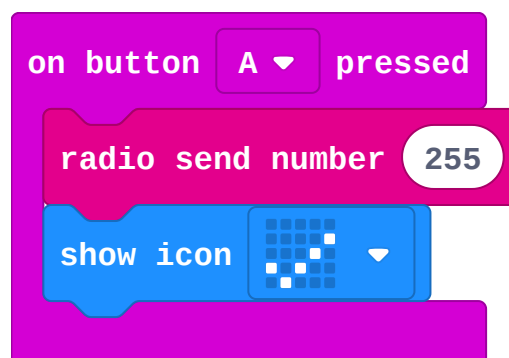 on button A pressed
radio send number 255
show icon